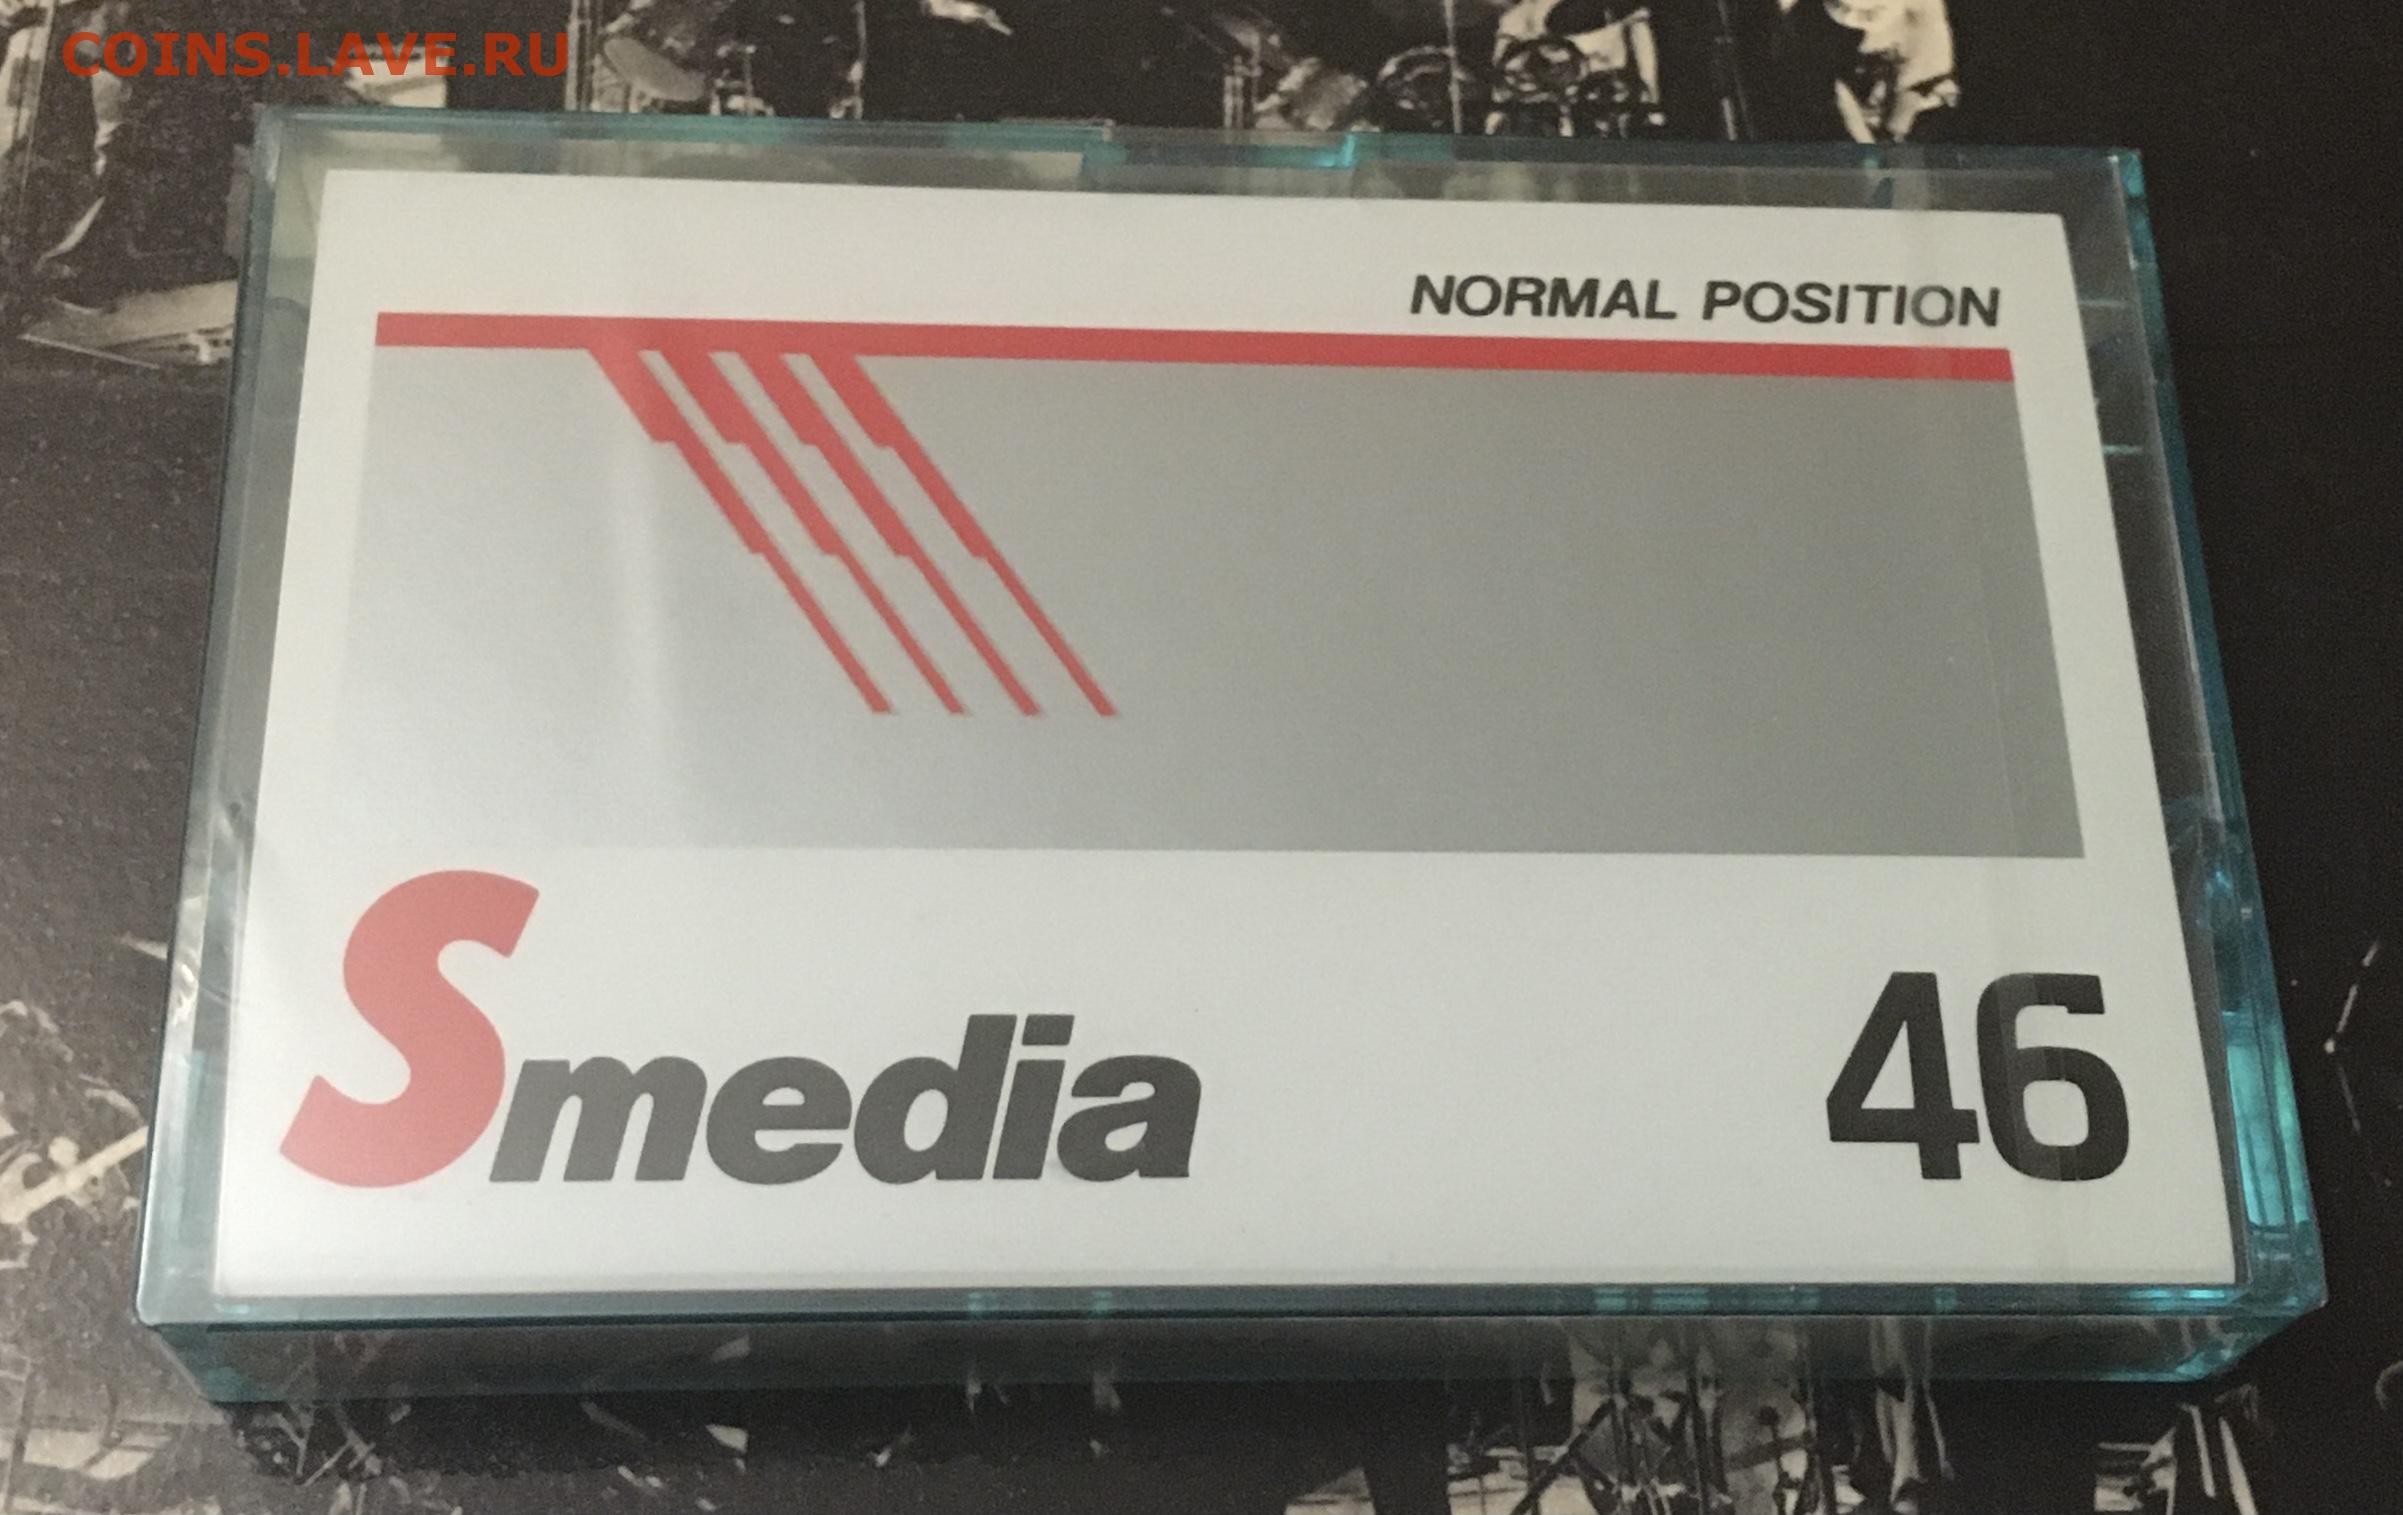 COINS.LAVE.RU
NORMAL POSITION
Smedia
46